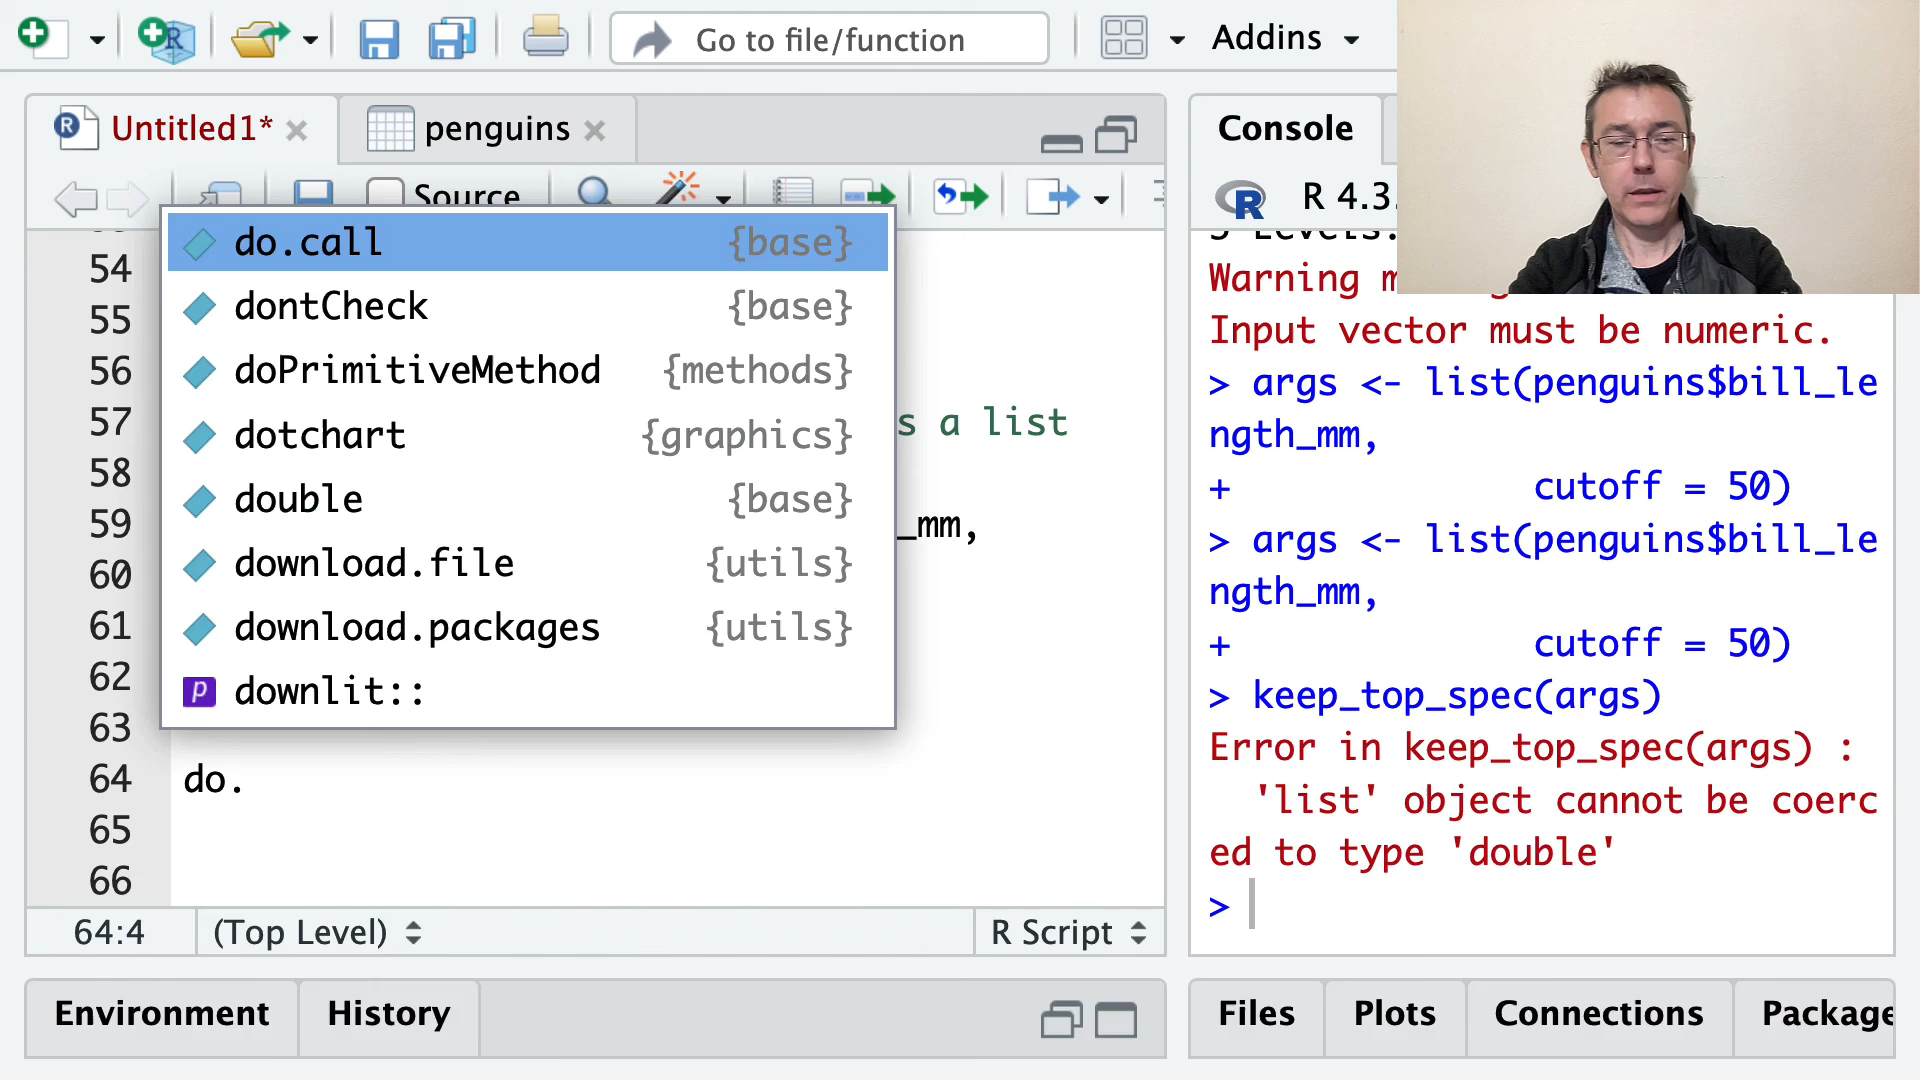 Go to file/function
Addins
Untitled1*
penguins
Source
54
55
56
57
58
59
60
61
62
63
64
65
66
do.call {base}
dontCheck {base}
doPrimitiveMethod {methods}
dotchart {graphics}
double {base}
download.file {utils}
download.packages {utils}
p downlit::
s a list
_mm,
do.
64:4
(Top Level)
R Script
Console
R 4.3.
Levels:
Warning
Input vector must be numeric.
> args <- list(penguins$bill_le
ngth_mm,
+ cutoff = 50)
> args <- list(penguins$bill_le
ngth_mm,
+ cutoff = 50)
> keep_top_spec(args)
Error in keep_top_spec(args) :
'list' object cannot be coerc
ed to type 'double'
>
Environment
History
Files
Plots
Connections
Package